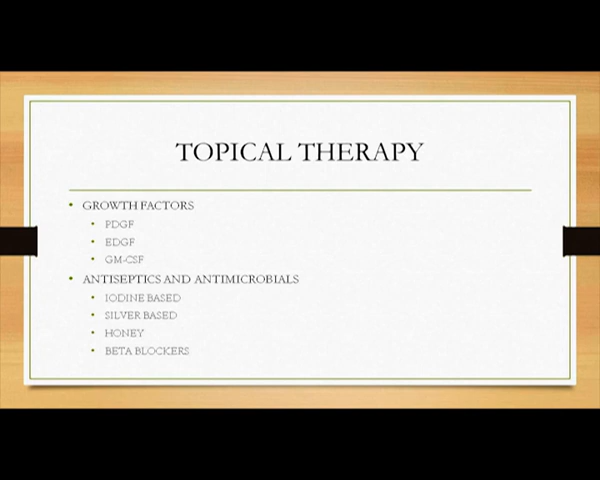 TOPICAL THERAPY
• GROWTH FACTORS
• PDGF
• EDGF
• GM-CSF
• ANTISEPTICS AND ANTIMICROBIALS
• IODINE BASED
• SILVER BASED
• HONEY
• BETA BLOCKERS